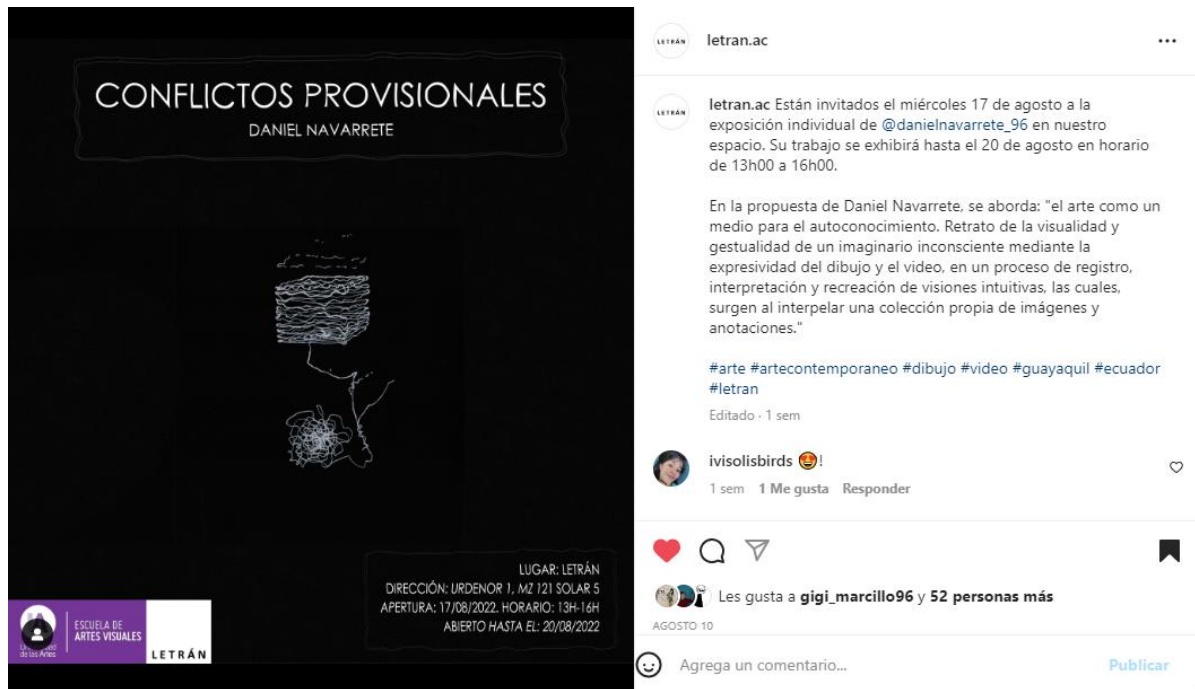 CONFLICTOS PROVISIONALES
DANIEL NAVARRETE
LUGAR: LETRÁN
DIRECCIÓN: URDENOR 1, MZ 121 SOLAR 5
APERTURA: 17/08/2022. HORARIO: 13H-16H
ABIERTO HASTA EL: 20/08/2022
de las Artes
ESCUELA DE
ARTES VISUALES
LETRÁN
LETRÁN
letran.ac
LETRÁN
letran.ac Están invitados el miércoles 17 de agosto a la
exposición individual de @danielnavarrete_96 en nuestro
espacio. Su trabajo se exhibirá hasta el 20 de agosto en horario
de 13h00 a 16h00.
En la propuesta de Daniel Navarrete, se aborda: "el arte como un
medio para el autoconocimiento. Retrato de la visualidad y
gestualidad de un imaginario inconsciente mediante la
expresividad del dibujo y el video, en un proceso de registro,
interpretación y recreación de visiones intuitivas, las cuales,
surgen al interpelar una colección propia de imágenes y
anotaciones."
#arte #artecontemporaneo #dibujo #video #guayaquil #ecuador
#letran
Editado · 1 sem
ivisolisbirds 🤩!
1 sem 1 Me gusta Responder
Les gusta a gigi_marcillo96 y 52 personas más
AGOSTO 10
Agrega un comentario...
Publicar